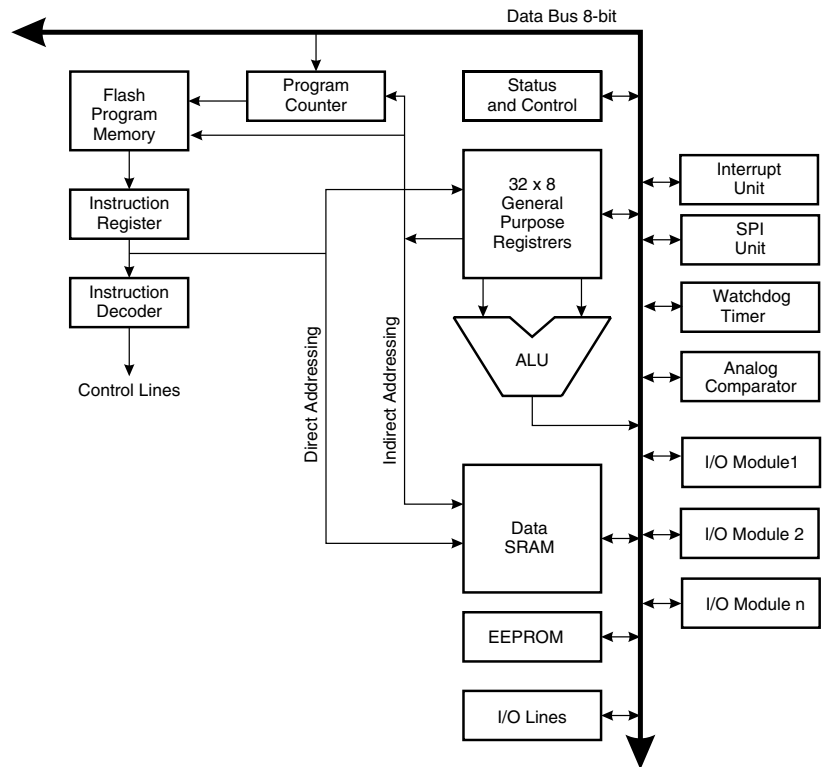 Data Bus 8-bit
Flash
Program
Memory
Program
Counter
Status
and Control
32 x 8
General
Purpose
Registrers
Interrupt
Unit
Instruction
Register
SPI
Unit
Instruction
Decoder
Watchdog
Timer
ALU
Analog
Comparator
Control Lines
Direct Addressing
Indirect Addressing
I/O Module1
Data
SRAM
I/O Module 2
I/O Module n
EEPROM
I/O Lines